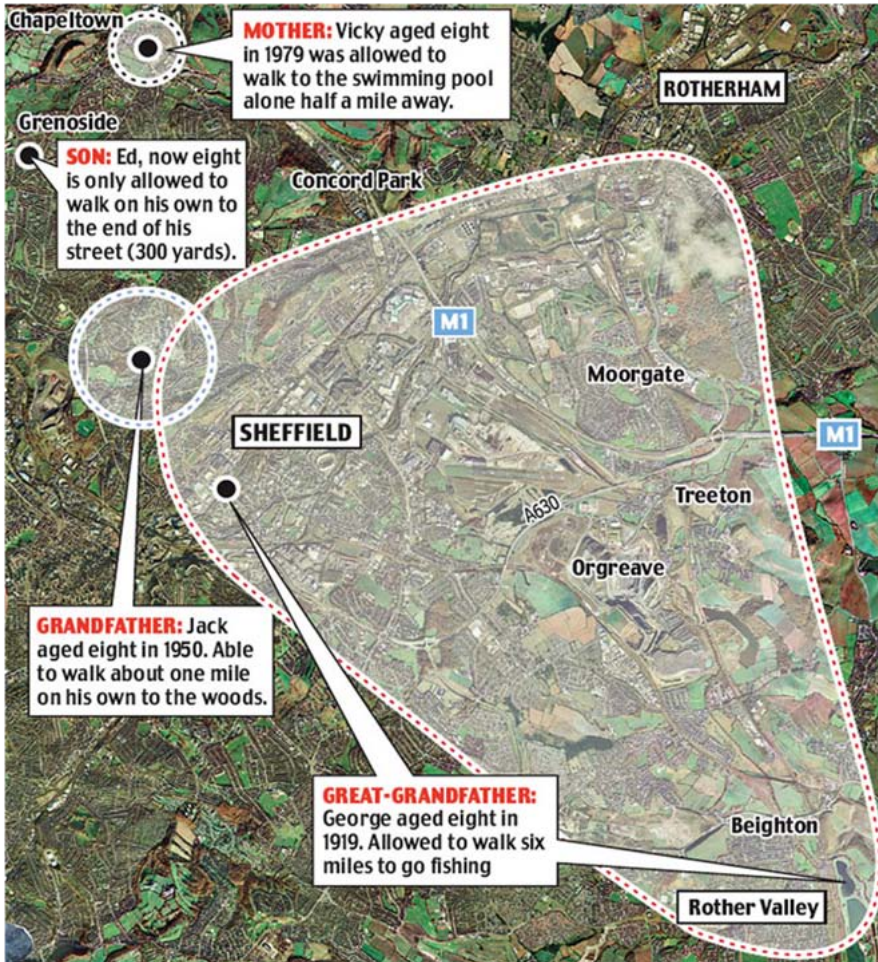 Chapeltown
MOTHER: Vicky aged eight
in 1979 was allowed to
walk to the swimming pool
alone half a mile away.
ROTHERHAM
Grenoside
SON: Ed, now eight
is only allowed to
walk on his own to
the end of his
street (300 yards).
Concord Park
M1
Moorgate
SHEFFIELD
M1
Treeton
A630
Orgreave
GRANDFATHER: Jack
aged eight in 1950. Able
to walk about one mile
on his own to the woods.
GREAT-GRANDFATHER:
George aged eight in
1919. Allowed to walk six
miles to go fishing
Beighton
Rother Valley